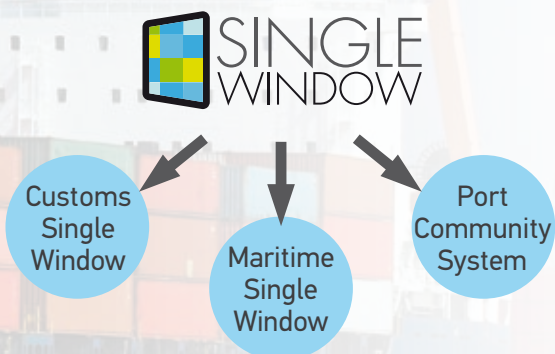 SINGLE
WINDOW
Customs
Single
Window
Maritime
Single
Window
Port
Community
System